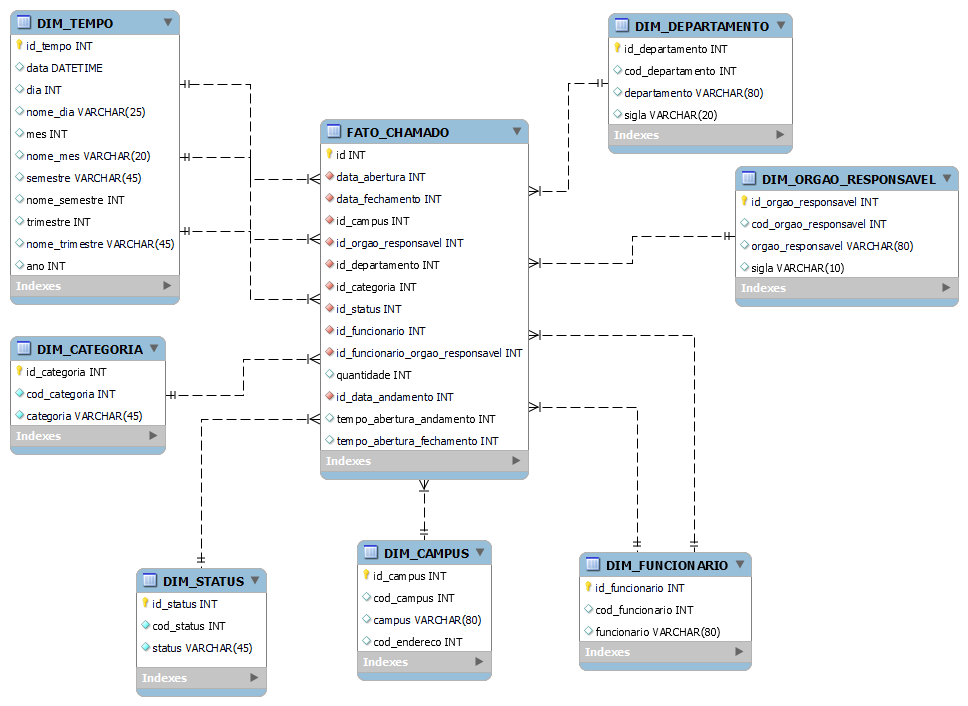 DIM_TEMPO
id_tempo INT
data DATETIME
dia INT
nome_dia VARCHAR(25)
mes INT
nome_mes VARCHAR(20)
semestre VARCHAR(45)
nome_semestre INT
trimestre INT
nome_trimestre VARCHAR(45)
ano INT
Indexes
DIM_CATEGORIA
id_categoria INT
cod_categoria INT
categoria VARCHAR(45)
Indexes
DIM_STATUS
id_status INT
cod_status INT
status VARCHAR(45)
Indexes
FATO_CHAMADO
id INT
data_abertura INT
data_fechamento INT
id_campus INT
id_orgao_responsavel INT
id_departamento INT
id_categoria INT
id_status INT
id_funcionario INT
id_funcionario_orgao_responsavel INT
quantidade INT
id_data_andamento INT
tempo_abertura_andamento INT
tempo_abertura_fechamento INT
Indexes
DIM_CAMPUS
id_campus INT
cod_campus INT
campus VARCHAR(80)
cod_endereco INT
Indexes
DIM_DEPARTAMENTO
id_departamento INT
cod_departamento INT
departamento VARCHAR(80)
sigla VARCHAR(20)
Indexes
DIM_ORGAO_RESPONSAVEL
id_orgao_responsavel INT
cod_orgao_responsavel INT
orgao_responsavel VARCHAR(80)
sigla VARCHAR(10)
Indexes
DIM_FUNCIONARIO
id_funcionario INT
cod_funcionario INT
funcionario VARCHAR(80)
Indexes